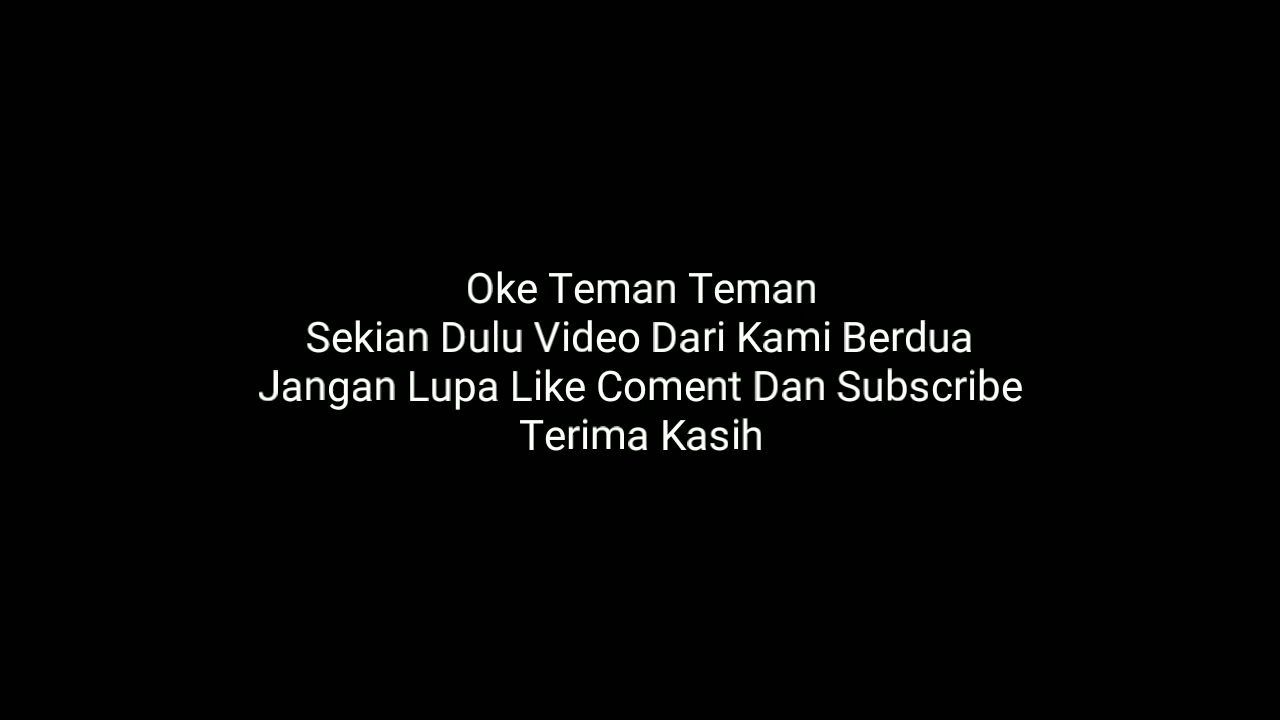 Oke Teman Teman
Sekian Dulu Video Dari Kami Berdua
Jangan Lupa Like Coment Dan Subscribe
Terima Kasih